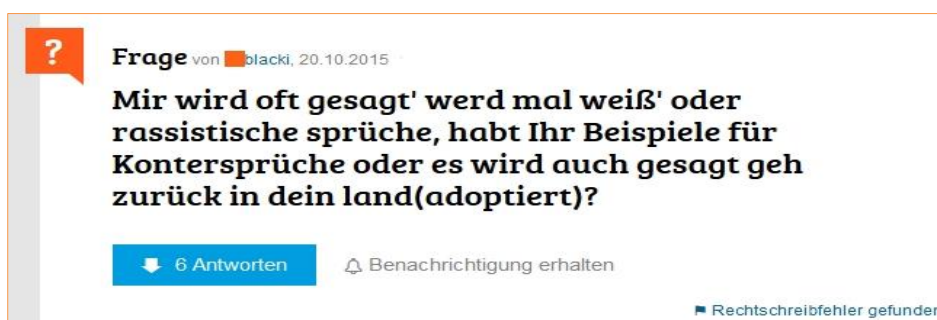 ?
Frage von blacki, 20.10.2015
Mir wird oft gesagt' werd mal weiß' oder
rassistische sprüche, habt Ihr Beispiele für
Kontersprüche oder es wird auch gesagt geh
zurück in dein land(adoptiert)?
6 Antworten Benachrichtigung erhalten
Rechtschreibfehler gefunden